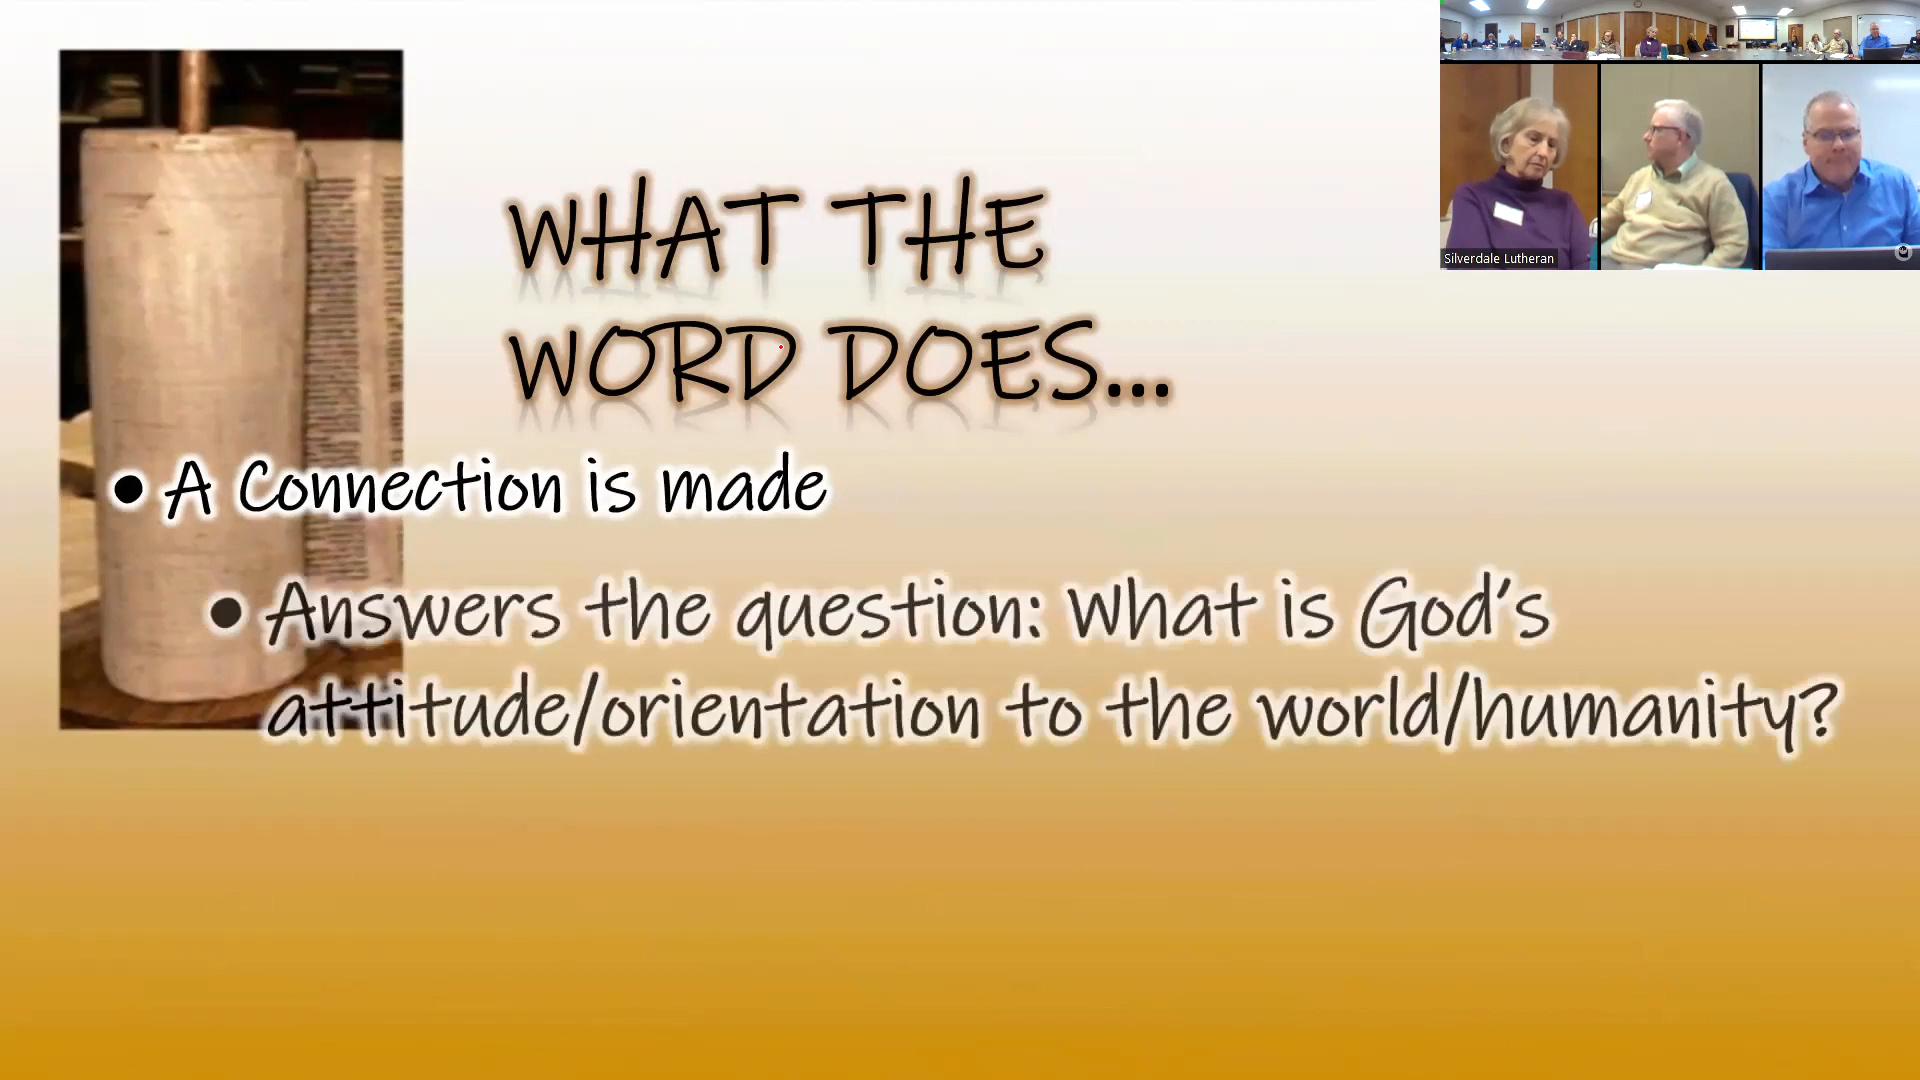 WHAT THE
WORD DOES...
• A Connection is made
• Answers the question: What is God's
attitude/orientation to the world/humanity?
Silverdale Lutheran